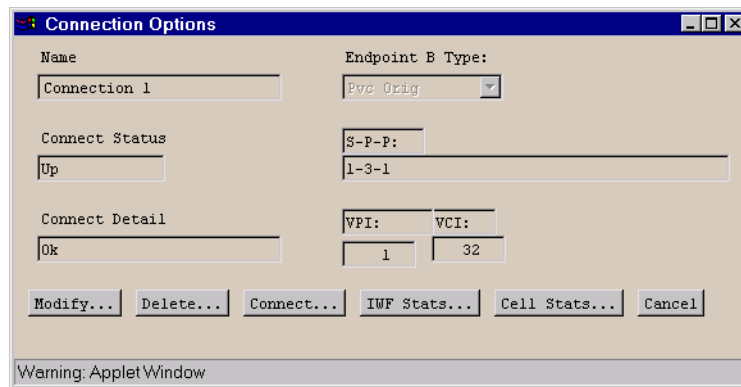 Connection Options
Name
Endpoint B Type:
Connection 1
Pvc Orig
Connect Status
S-P-P:
Up
1-3-1
Connect Detail
VPI:
VCI:
Ok
1
32
Modify...
Delete...
Connect...
IWF Stats...
Cell Stats...
Cancel
Warning: Applet Window